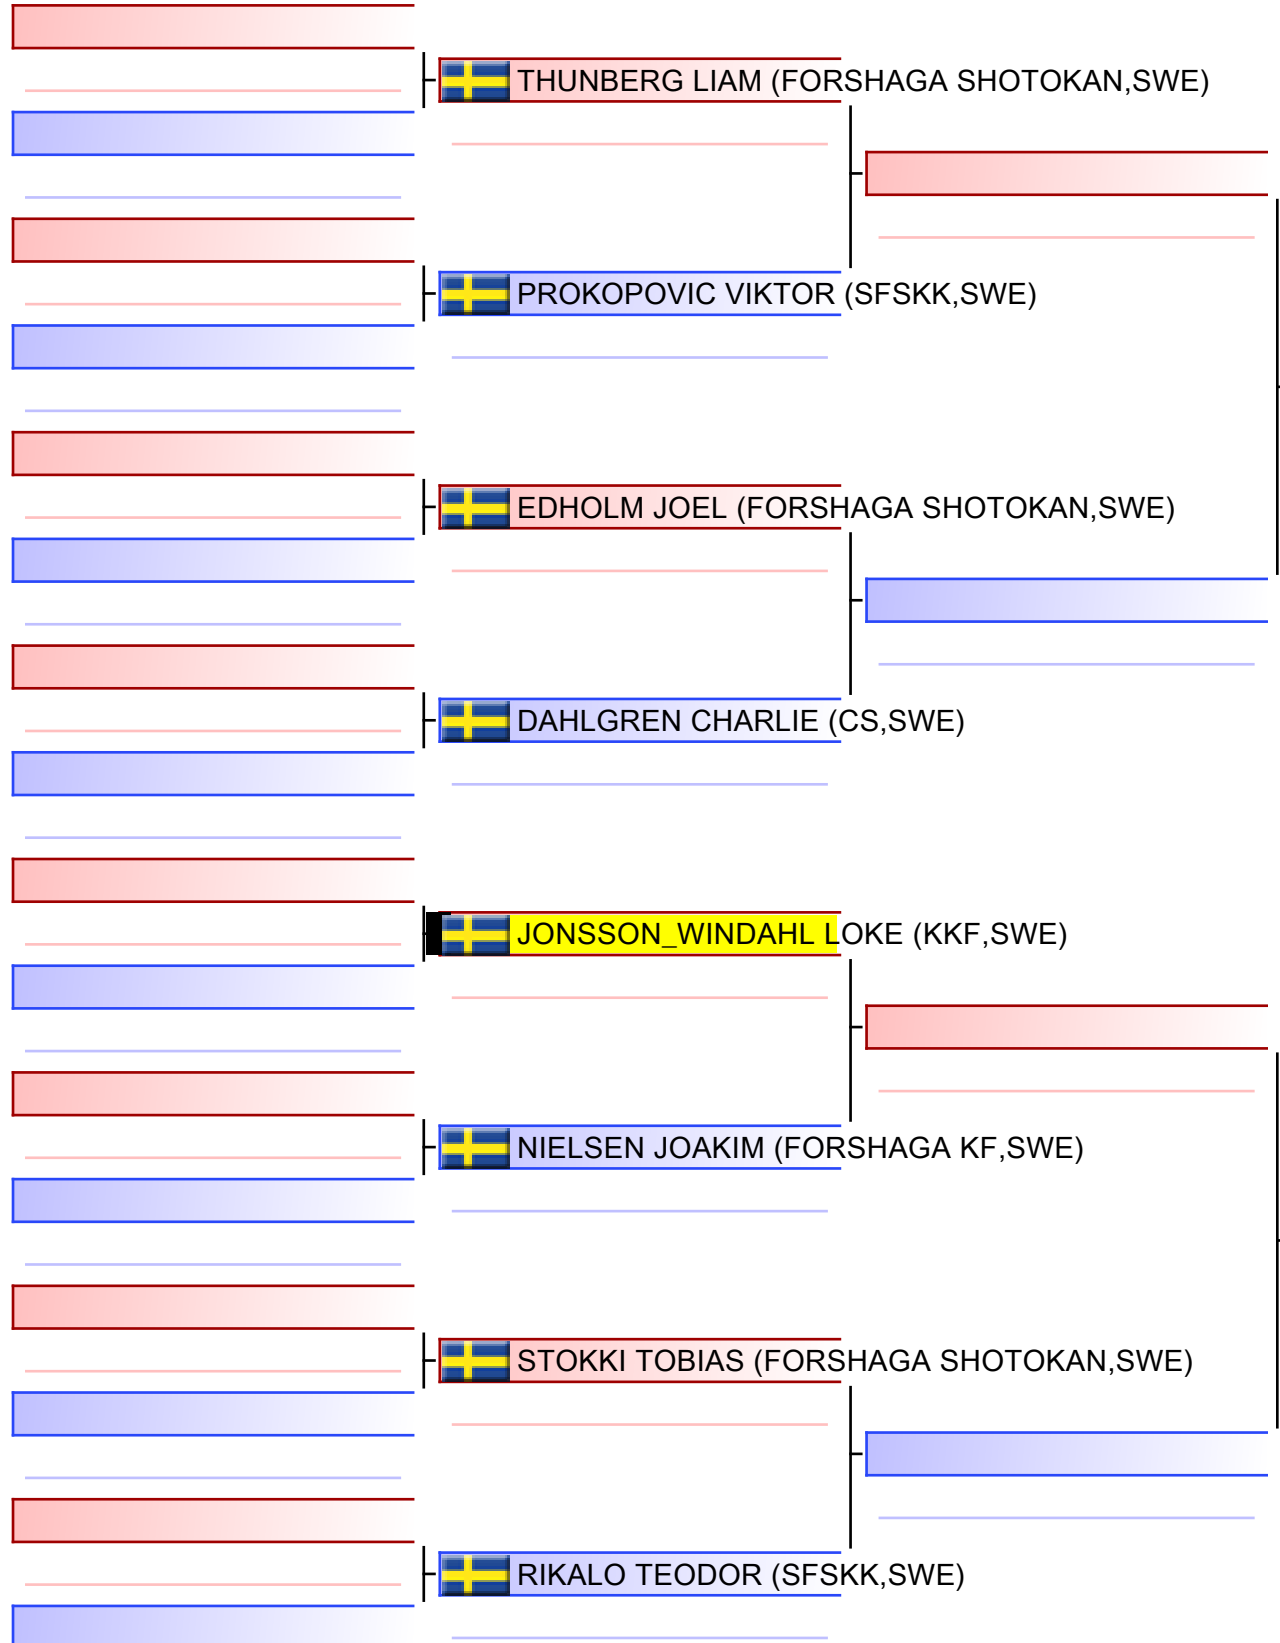 THUNBERG LIAM (FORSHAGA SHOTOKAN,SWE)
PROKOPOVIC VIKTOR (SFSKK,SWE)
EDHOLM JOEL (FORSHAGA SHOTOKAN,SWE)
DAHLGREN CHARLIE (CS,SWE)
JONSSON_WINDAHL LOKE (KKF,SWE)
NIELSEN JOAKIM (FORSHAGA KF,SWE)
STOKKI TOBIAS (FORSHAGA SHOTOKAN,SWE)
RIKALO TEODOR (SFSKK,SWE)